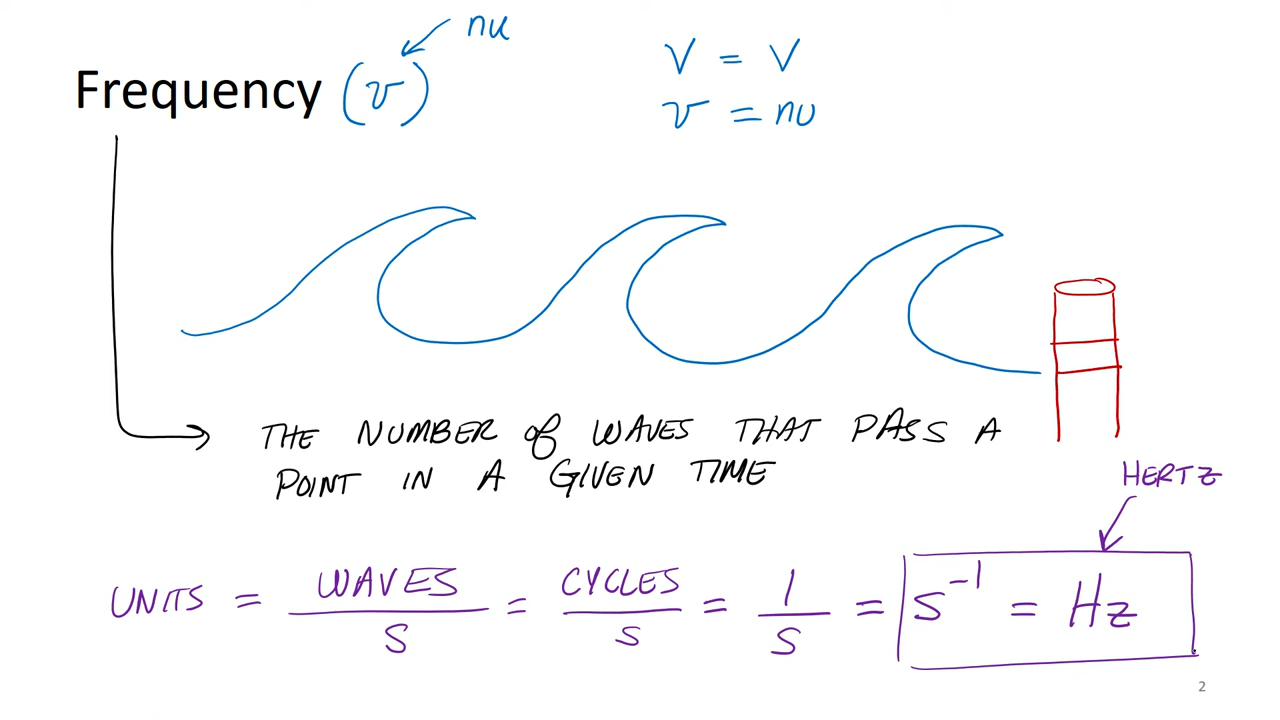 nu
Frequency (ν)
V = V
ν = nu
THE NUMBER of WAVES THAT PASS A
POINT IN A GIVEN TIME
HERTZ
UNITS = WAVES/S = CYCLES/S = 1/S = S⁻¹ = Hz
2